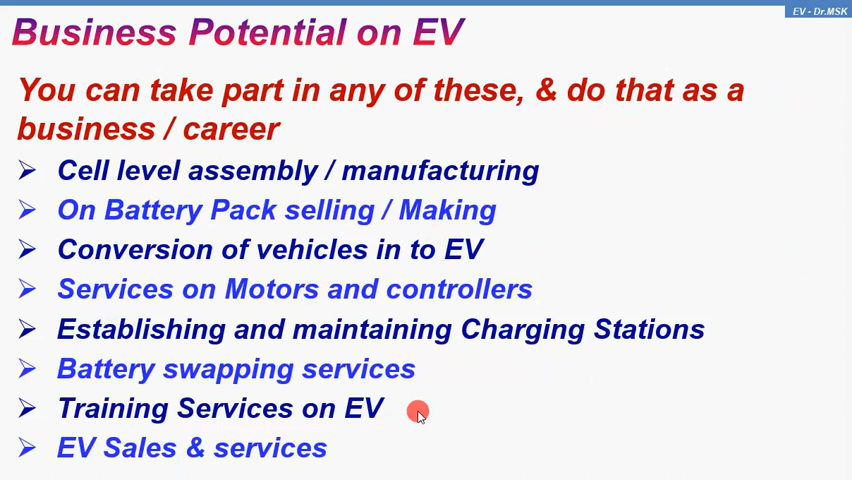 EV - Dr.MSK
Business Potential on EV
You can take part in any of these, & do that as a
business / career
➢ Cell level assembly / manufacturing
➢ On Battery Pack selling / Making
➢ Conversion of vehicles in to EV
➢ Services on Motors and controllers
➢ Establishing and maintaining Charging Stations
➢ Battery swapping services
➢ Training Services on EV
➢ EV Sales & services